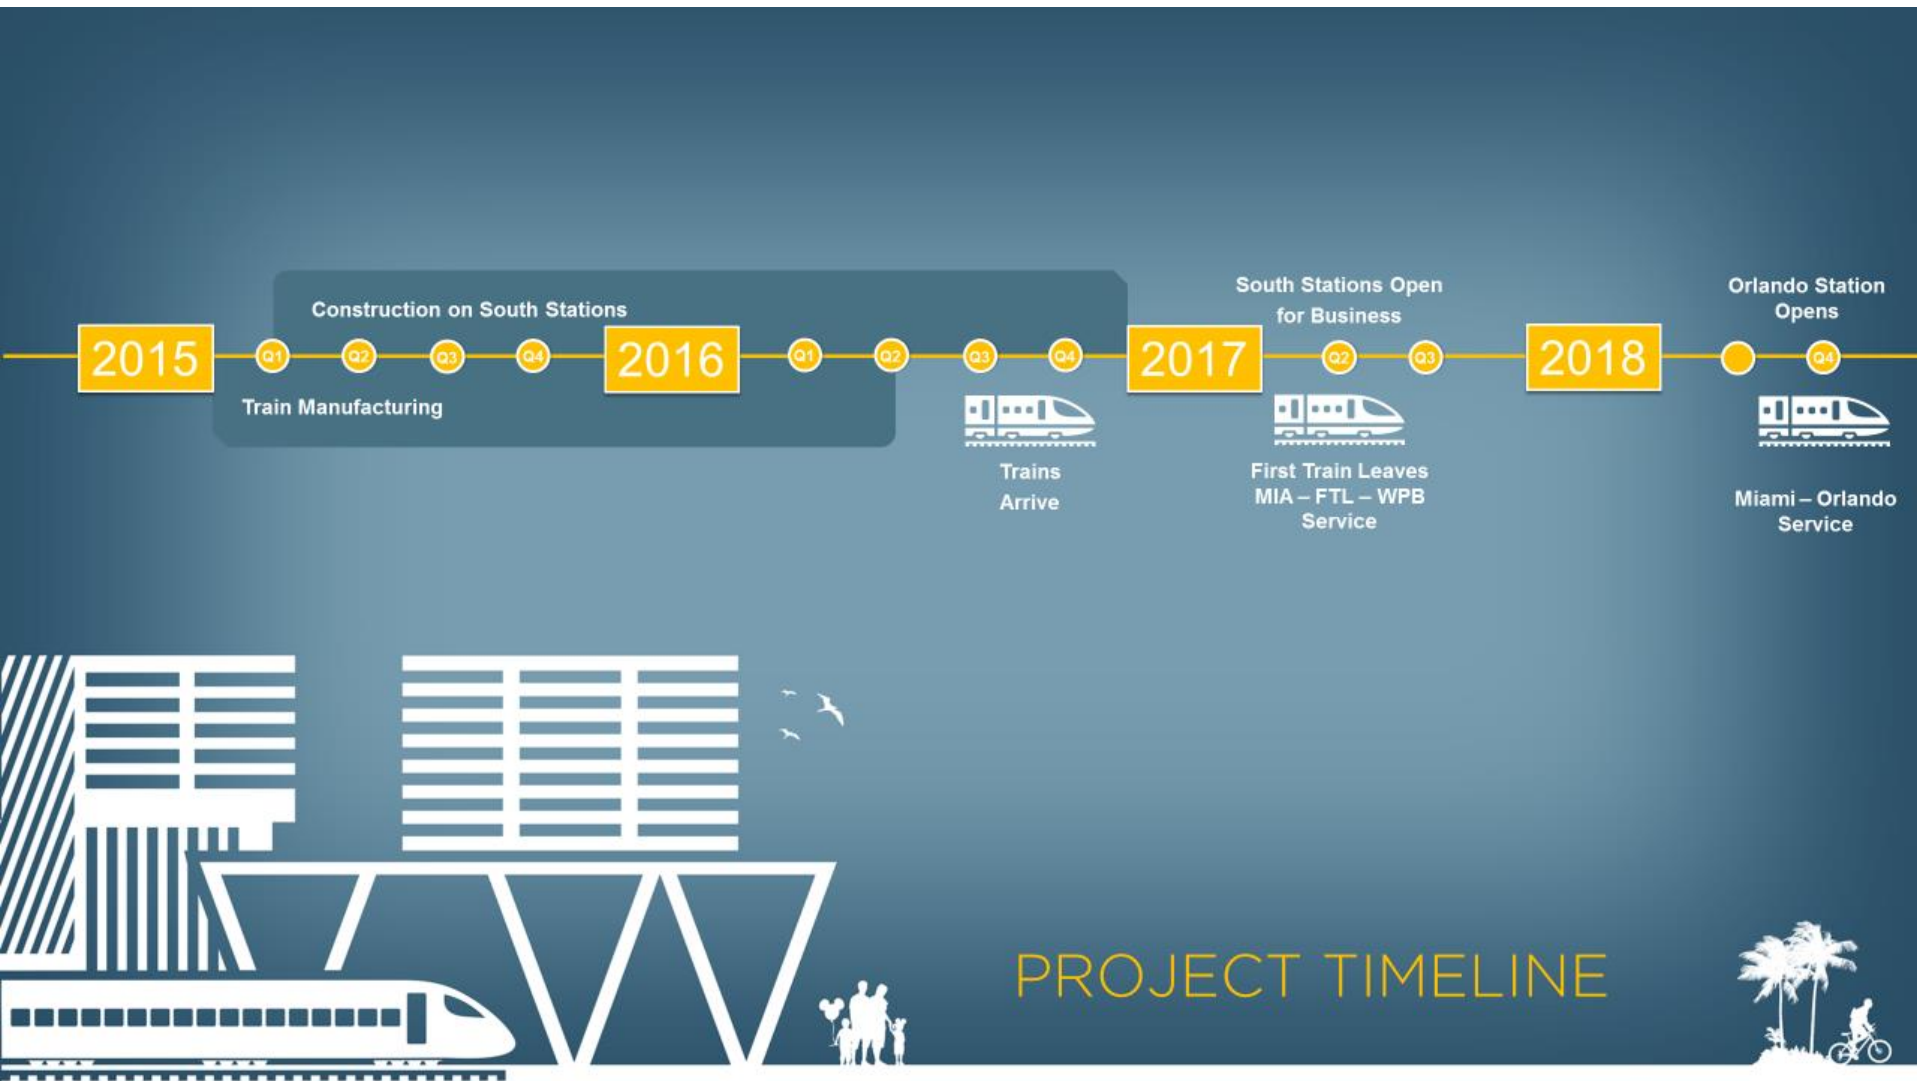 Construction on South Stations
South Stations Open
for Business
Orlando Station
Opens
2015 Q1 Q2 Q3 Q4 2016 Q1 Q2 Q3 Q4 2017 Q2 Q3 2018 Q4
Train Manufacturing
Trains
Arrive
First Train Leaves
MIA – FTL – WPB
Service
Miami – Orlando
Service
PROJECT TIMELINE